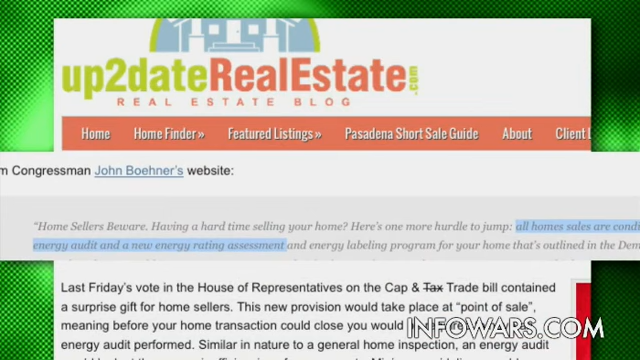 up2dateRealEstate.com
REAL ESTATE BLOG
Home Home Finder » Featured Listings » Pasadena Short Sale Guide About Client
m Congressman John Boehner's website:
“Home Sellers Beware. Having a hard time selling your home? Here's one more hurdle to jump: all homes sales are condi
energy audit and a new energy rating assessment and energy labeling program for your home that's outlined in the Dem
Last Friday's vote in the House of Representatives on the Cap & Tax Trade bill contained
a surprise gift for home sellers. This new provision would take place at “point of sale”,
meaning before your home transaction could close you would
energy audit performed. Similar in nature to a general home inspection, an energy audit
INFOWARS.COM